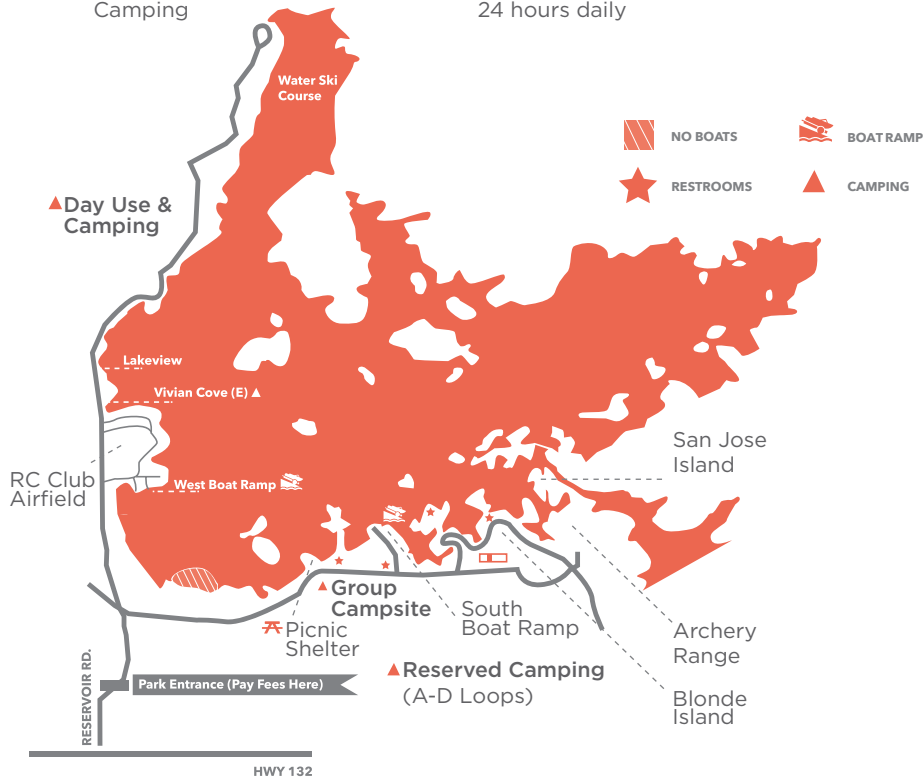 Camping
24 hours daily
Water Ski
Course
NO BOATS
BOAT RAMP
RESTROOMS
CAMPING
Day Use &
Camping
Lakeview
Vivian Cove (E)
San Jose
Island
RC Club
Airfield
West Boat Ramp
Group
Campsite
South
Boat Ramp
Picnic
Shelter
Archery
Range
Reserved Camping
(A-D Loops)
Blonde
Island
RESERVOIR RD.
Park Entrance (Pay Fees Here)
HWY 132